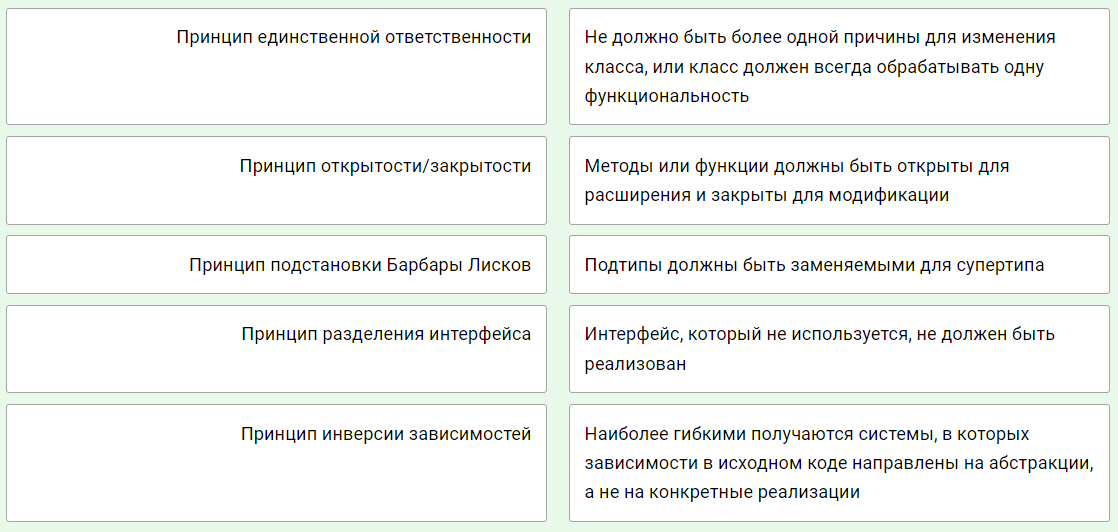 Принцип единственной ответственности
Не должно быть более одной причины для изменения
класса, или класс должен всегда обрабатывать одну
функциональность
Принцип открытости/закрытости
Методы или функции должны быть открыты для
расширения и закрыты для модификации
Принцип подстановки Барбары Лисков
Подтипы должны быть заменяемыми для супертипа
Принцип разделения интерфейса
Интерфейс, который не используется, не должен быть
реализован
Принцип инверсии зависимостей
Наиболее гибкими получаются системы, в которых
зависимости в исходном коде направлены на абстракции,
а не на конкретные реализации